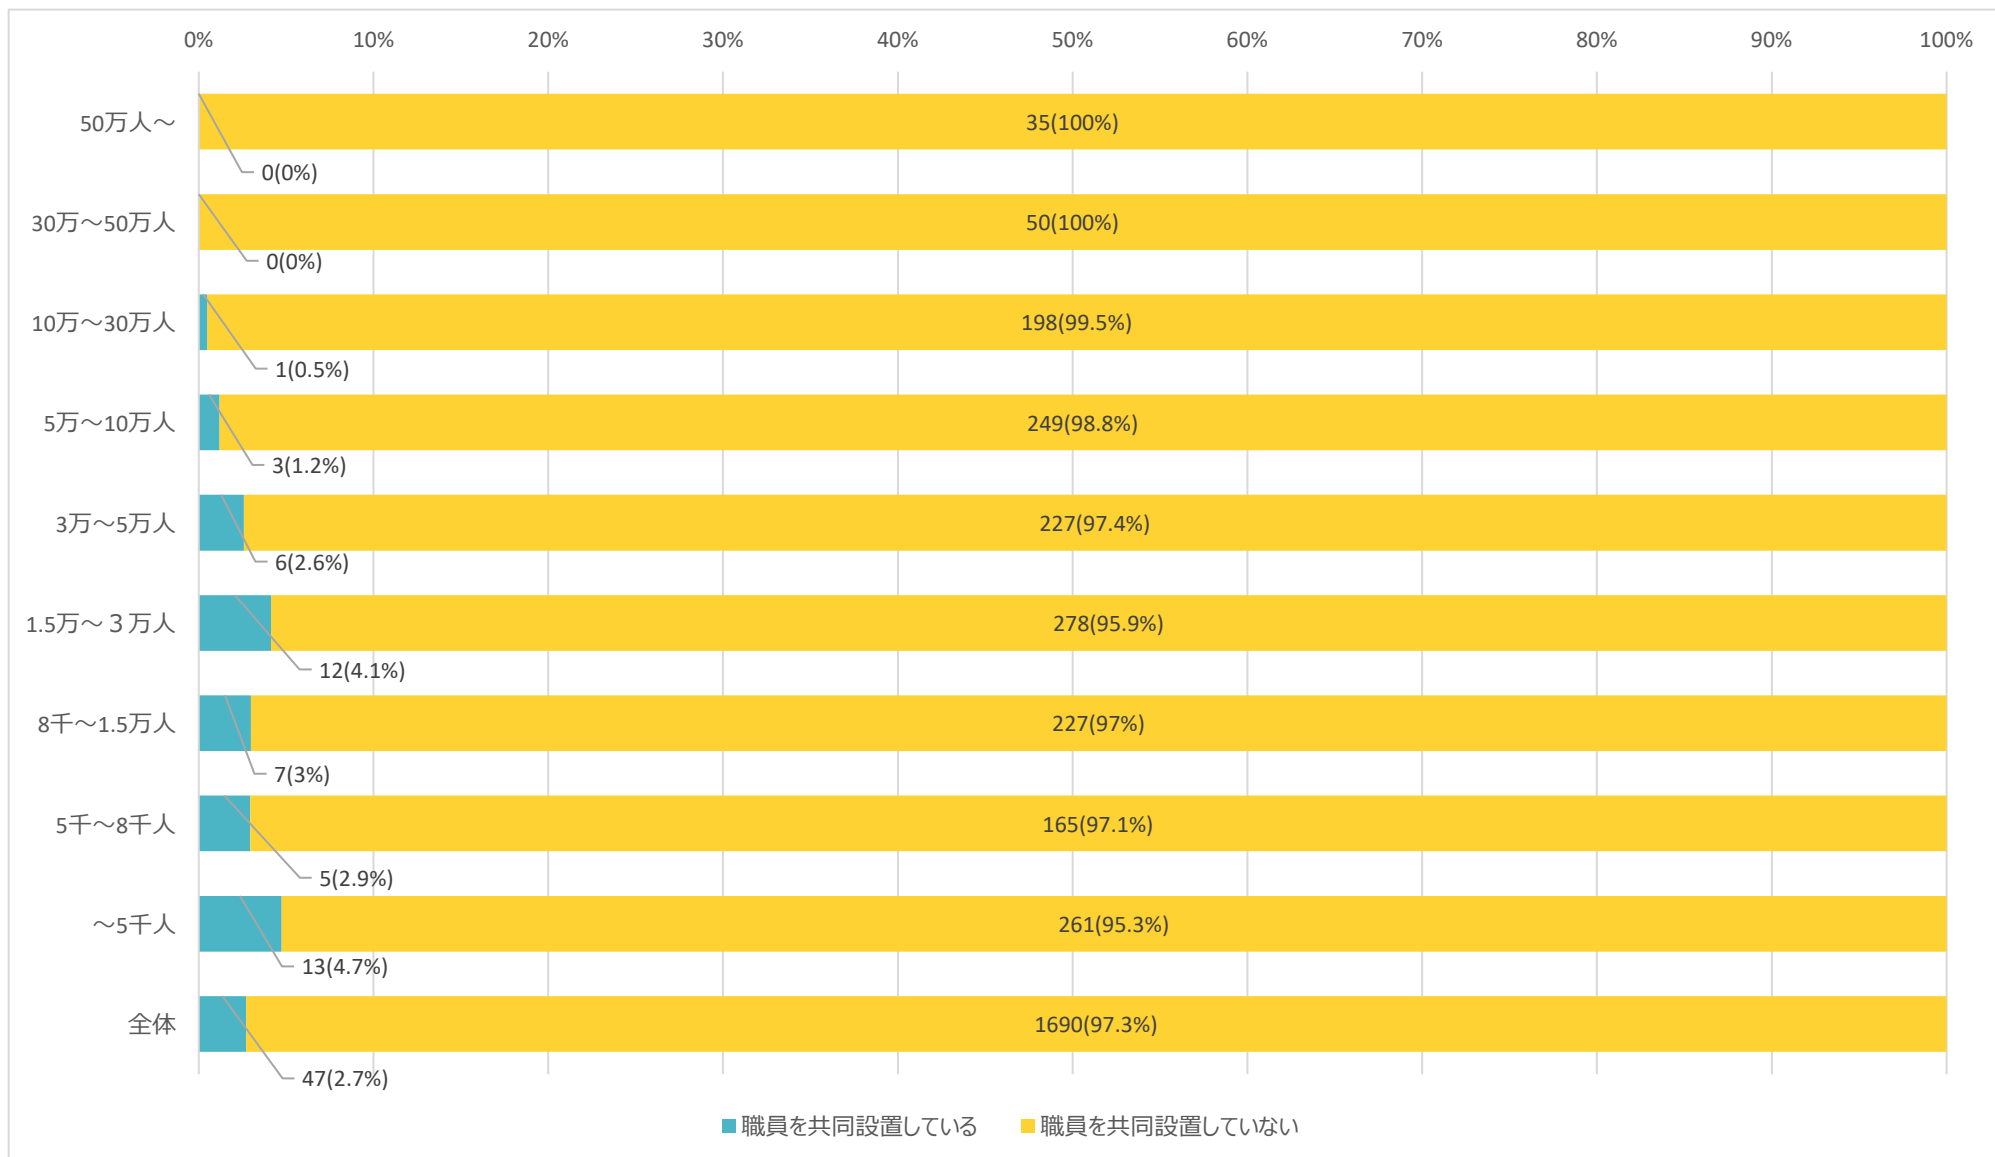 0% 10% 20% 30% 40% 50% 60% 70% 80% 90% 100%
50万人～ 35(100%)
0(0%)
30万～50万人 50(100%)
0(0%)
10万～30万人 198(99.5%)
1(0.5%)
5万～10万人 249(98.8%)
3(1.2%)
3万～5万人 227(97.4%)
6(2.6%)
1.5万～３万人 278(95.9%)
12(4.1%)
8千～1.5万人 227(97%)
7(3%)
5千～8千人 165(97.1%)
5(2.9%)
～5千人 261(95.3%)
13(4.7%)
全体 1690(97.3%)
47(2.7%)
職員を共同設置している 職員を共同設置していない